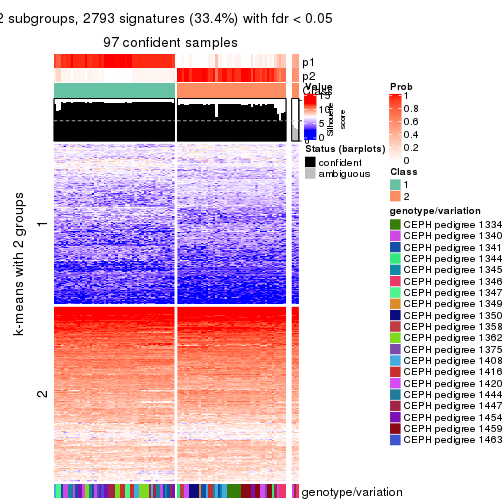 2 subgroups, 2793 signatures (33.4%) with fdr < 0.05
97 confident samples
p1
p2
Class
Silhouette
score
k-means with 2 groups
1
2
genotype/variation
Value
15
10
5
0
Status (barplots)
confident
ambiguous
Prob
1
0.8
0.6
0.4
0.2
0
Class
1
2
genotype/variation
CEPH pedigree 1334
CEPH pedigree 1340
CEPH pedigree 1341
CEPH pedigree 1344
CEPH pedigree 1345
CEPH pedigree 1346
CEPH pedigree 1347
CEPH pedigree 1349
CEPH pedigree 1350
CEPH pedigree 1358
CEPH pedigree 1362
CEPH pedigree 1375
CEPH pedigree 1408
CEPH pedigree 1416
CEPH pedigree 1420
CEPH pedigree 1444
CEPH pedigree 1447
CEPH pedigree 1454
CEPH pedigree 1459
CEPH pedigree 1463